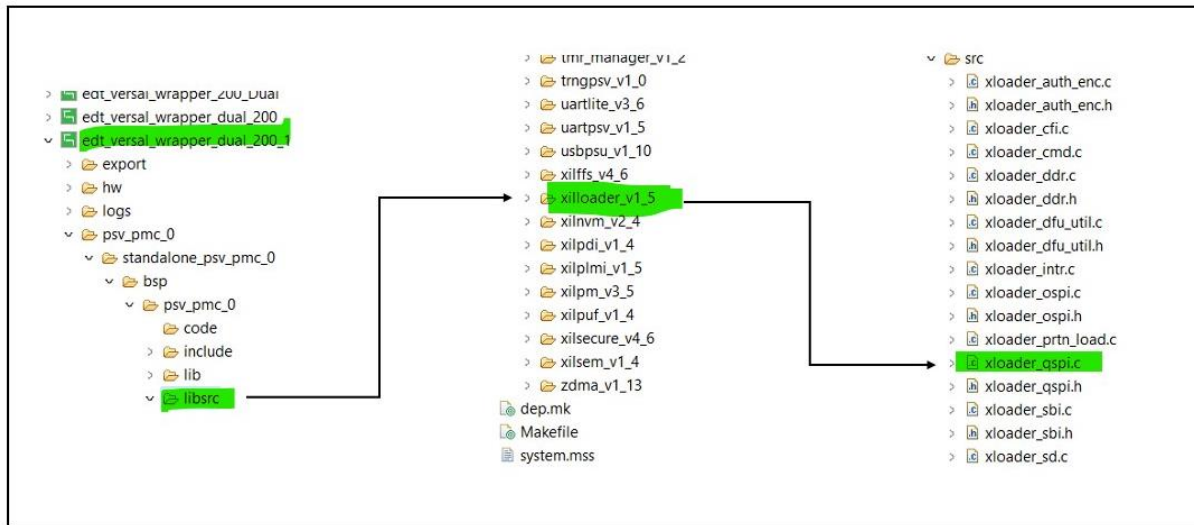 edt_versal_wrapper_200_Dual
edt_versal_wrapper_dual_200
edt_versal_wrapper_dual_200_1
export
hw
logs
psv_pmc_0
standalone_psv_pmc_0
bsp
psv_pmc_0
code
include
lib
libsrc
tmr_manager_v1_2
trngpsv_v1_0
uartlite_v3_6
uartpsv_v1_5
usbpsu_v1_10
xilffs_v4_6
xilloader_v1_5
xilnvm_v2_4
xilpdi_v1_4
xilplmi_v1_5
xilpm_v3_5
xilpuf_v1_4
xilsecure_v4_6
xilsem_v1_4
zdma_v1_13
dep.mk
Makefile
system.mss
src
xloader_auth_enc.c
xloader_auth_enc.h
xloader_cfi.c
xloader_cmd.c
xloader_ddr.c
xloader_ddr.h
xloader_dfu_util.c
xloader_dfu_util.h
xloader_intr.c
xloader_ospi.c
xloader_ospi.h
xloader_prtn_load.c
xloader_qspi.c
xloader_qspi.h
xloader_sbi.c
xloader_sbi.h
xloader_sd.c